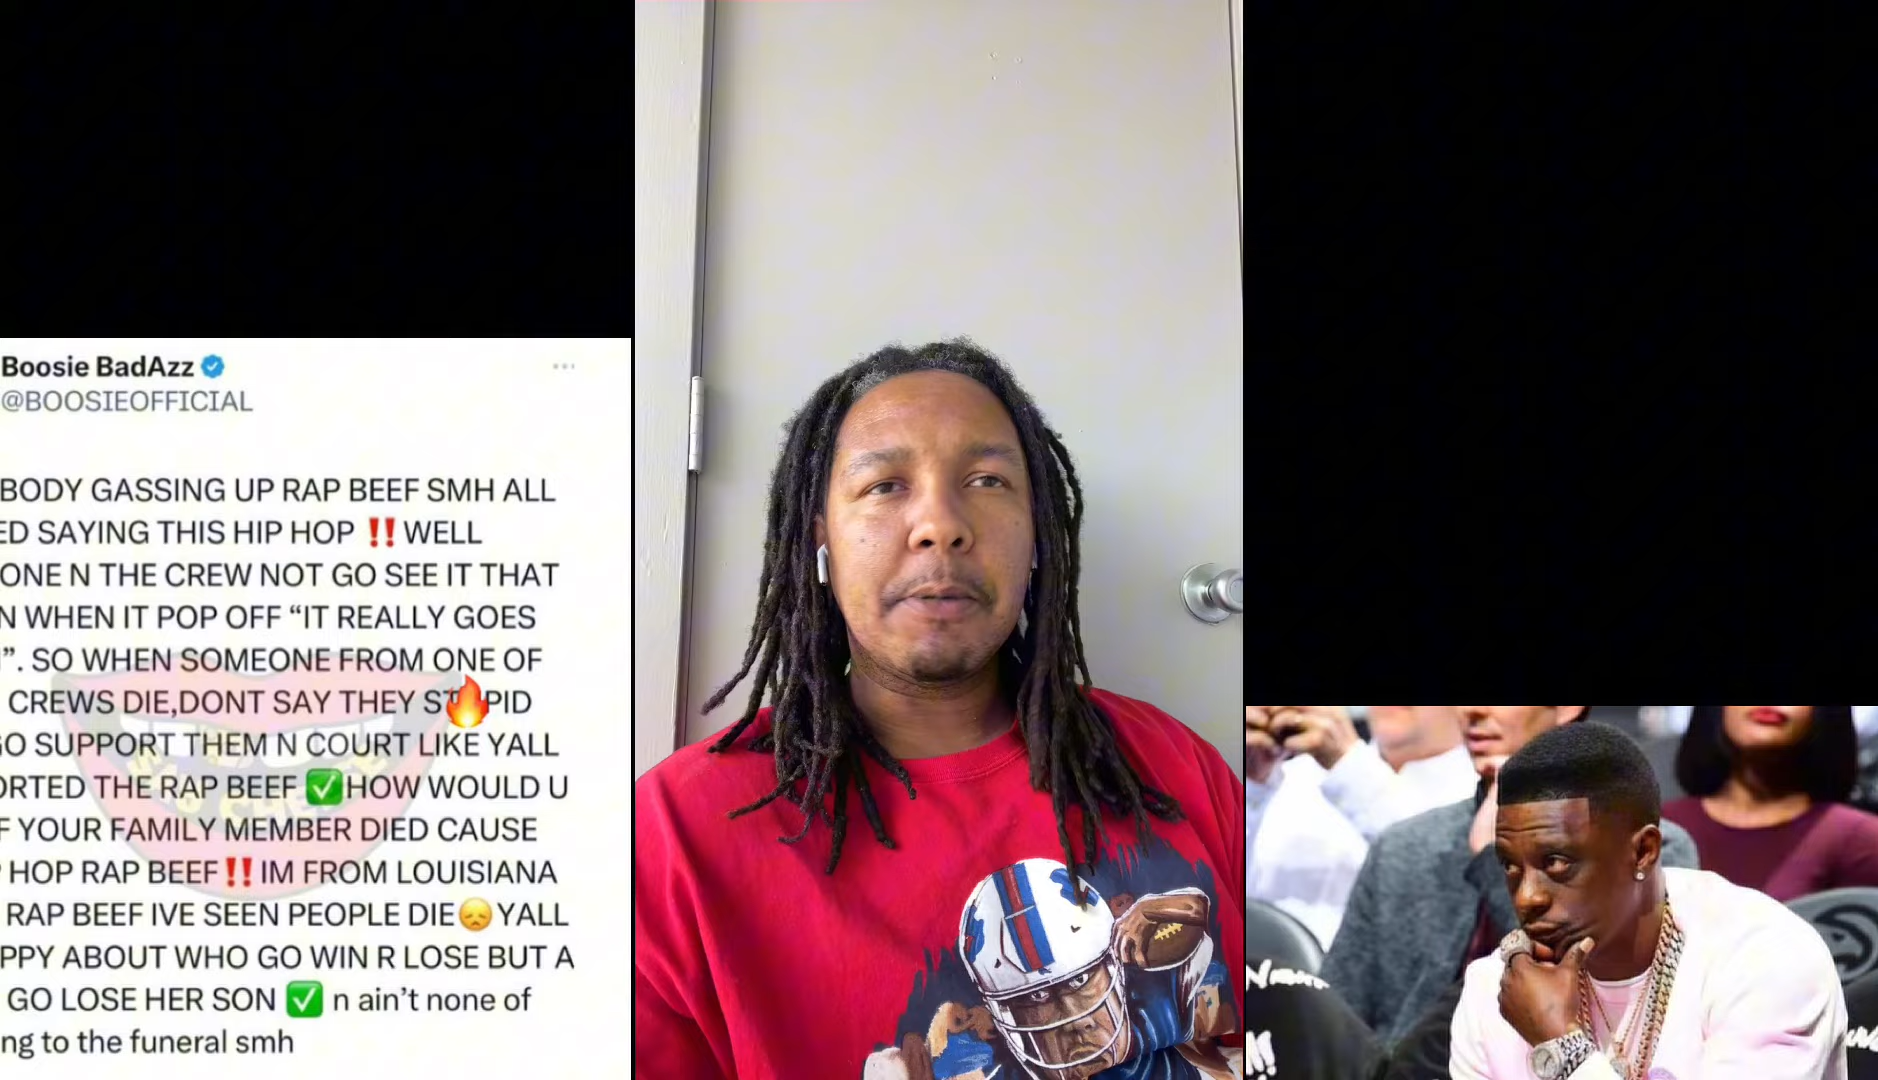 Boosie BadAzz
@BOOSIEOFFICIAL
BODY GASSING UP RAP BEEF SMH ALL
ED SAYING THIS HIP HOP ‼️WELL
ONE N THE CREW NOT GO SEE IT THAT
N WHEN IT POP OFF “IT REALLY GOES
”. SO WHEN SOMEONE FROM ONE OF
CREWS DIE,DONT SAY THEY ST🔥PID
GO SUPPORT THEM N COURT LIKE YALL
ORTED THE RAP BEEF ✅HOW WOULD U
F YOUR FAMILY MEMBER DIED CAUSE
P HOP RAP BEEF‼️IM FROM LOUISIANA
RAP BEEF IVE SEEN PEOPLE DIE😞YALL
PPY ABOUT WHO GO WIN R LOSE BUT A
GO LOSE HER SON ✅ n ain’t none of
ng to the funeral smh